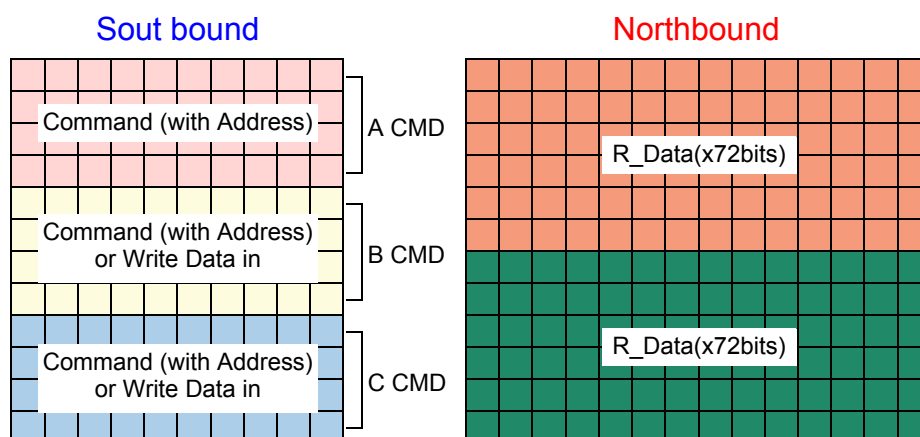 Sout bound
Northbound
Command (with Address)
A CMD
Command (with Address)
or Write Data in
B CMD
Command (with Address)
or Write Data in
C CMD
R_Data(x72bits)
R_Data(x72bits)